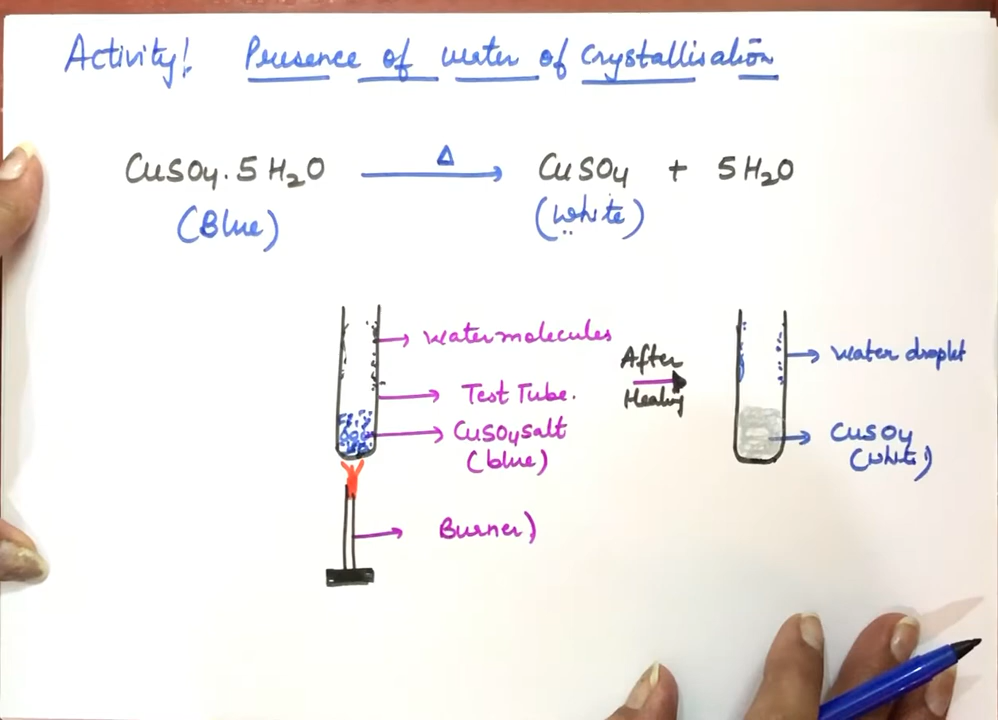 Activity! Presence of water of Crystallisation
CuSO4. 5 H2O Δ CuSO4 + 5 H2O
(Blue) (White)
Water molecules
Test Tube.
CuSO4 salt
(blue)
Burner)
After
Heating
Water droplet
CuSO4
(White)